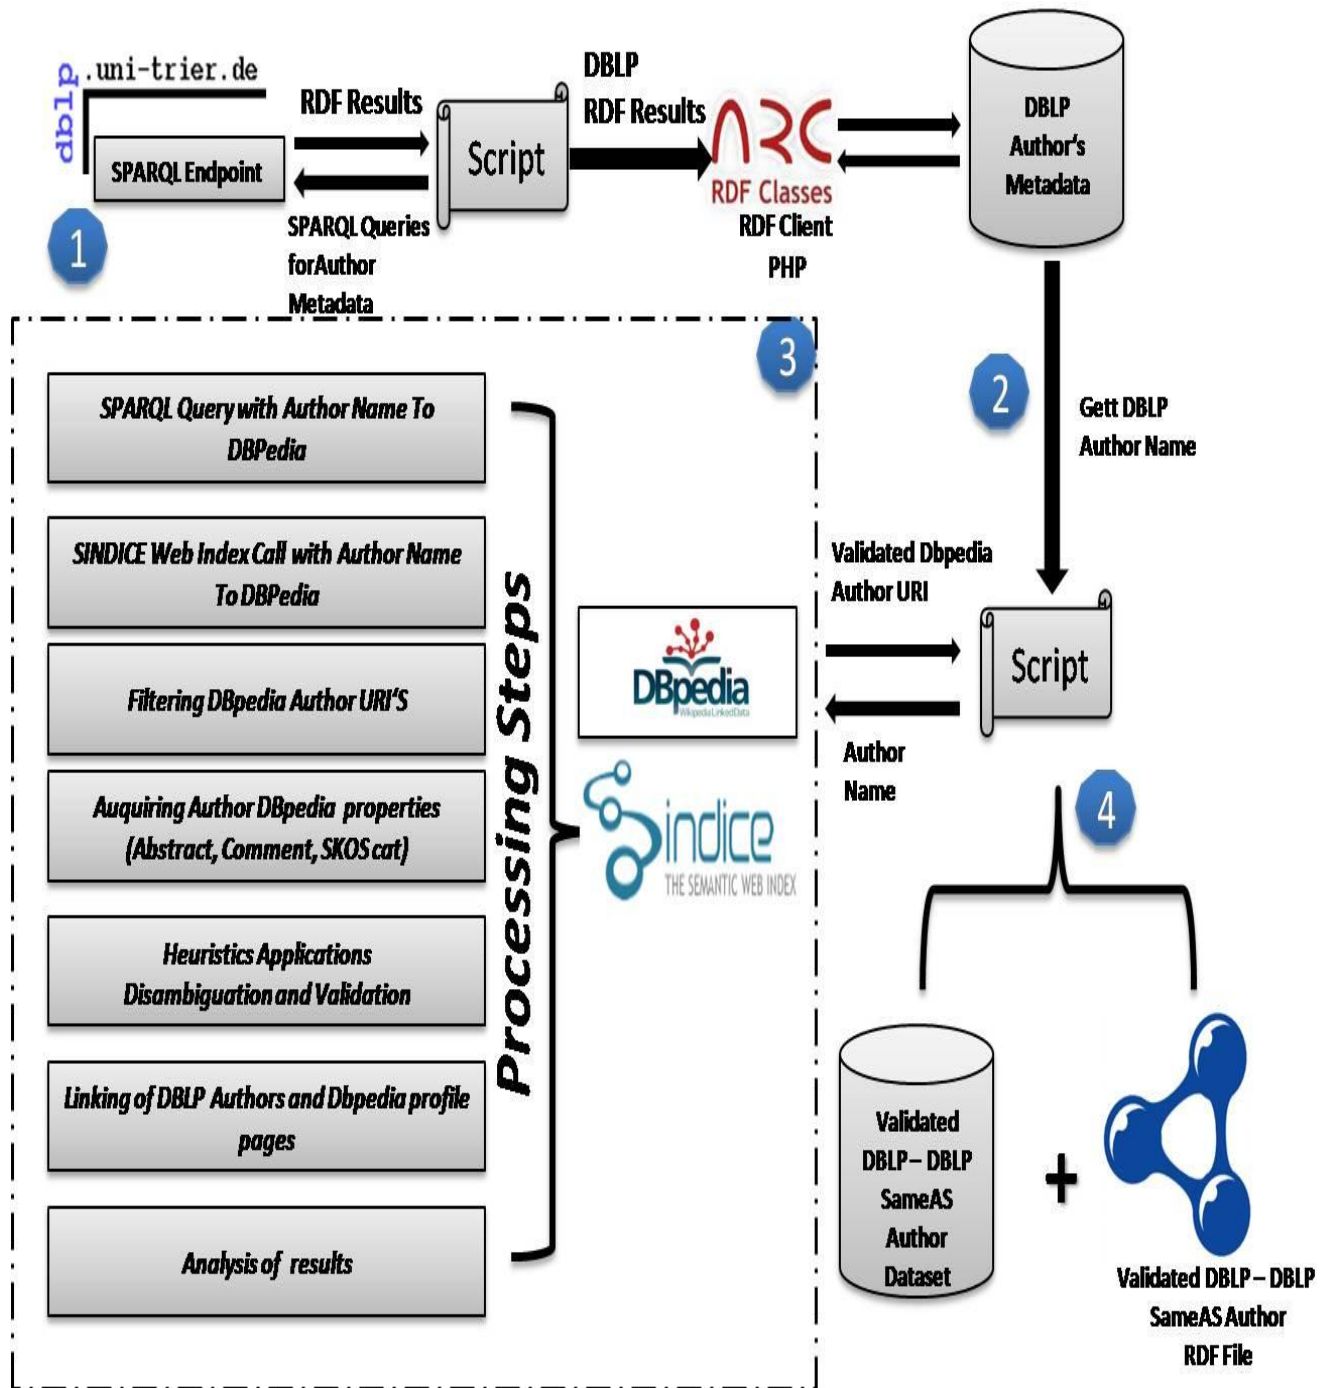 dblp
.uni-trier.de
SPARQL Endpoint
1
RDF Results
SPARQL Queries
forAuthor
Metadata
Script
DBLP
RDF Results
ARC
RDF Classes
RDF Client
PHP
DBLP
Author's
Metadata
2
Gett DBLP
Author Name
3
SPARQL Query with Author Name To
DBPedia
SINDICE Web Index Call with Author Name
To DBPedia
Filtering DBpedia Author URI'S
Auquiring Author DBpedia properties
(Abstract, Comment, SKOS cat)
Heuristics Applications
Disambiguation and Validation
Linking of DBLP Authors and Dbpedia profile
pages
Analysis of results
Processing Steps
DBpedia
Wikipedia Linked Data
Sindice
THE SEMANTIC WEB INDEX
Validated Dbpedia
Author URI
Author
Name
Script
4
Validated
DBLP – DBLP
SameAS
Author
Dataset
+
Validated DBLP – DBLP
SameAS Author
RDF File